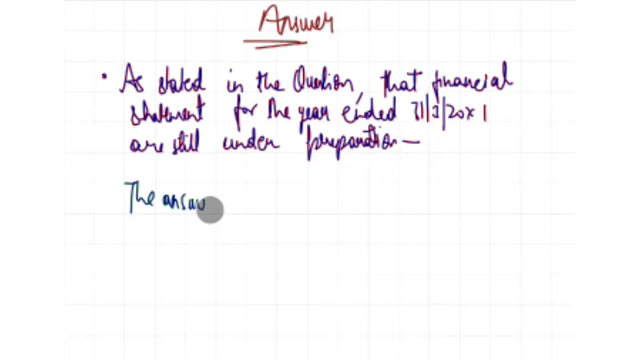 Answer
• As stated in the Question, that financial
statement for the year ended 31/3/20x1
are still under preparation —
The answ